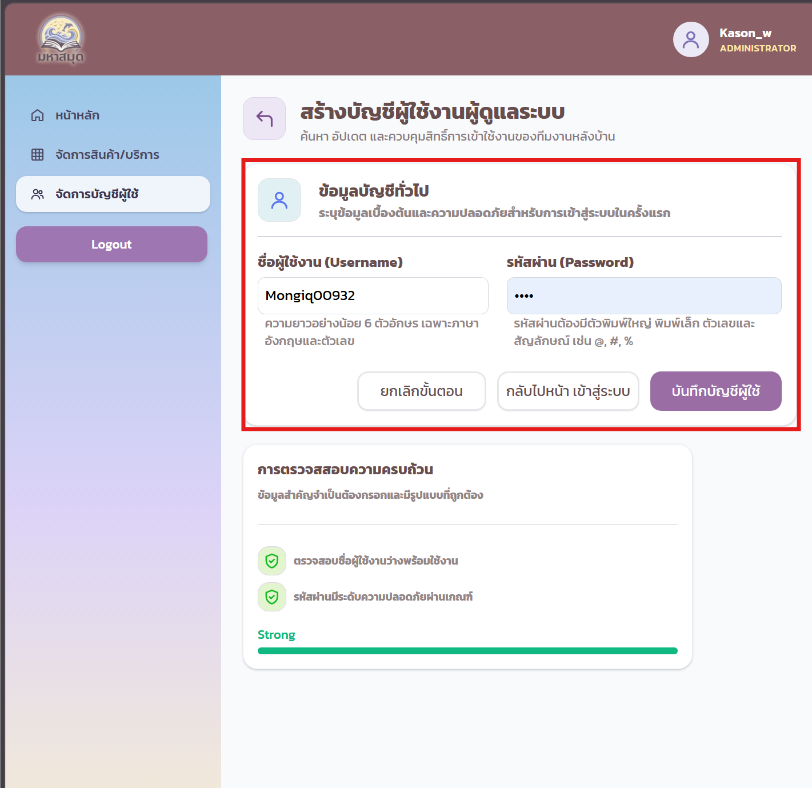 มหาสมุด
Kason_w
ADMINISTRATOR
หน้าหลัก
จัดการสินค้า/บริการ
จัดการบัญชีผู้ใช้
Logout
สร้างบัญชีผู้ใช้งานผู้ดูแลระบบ
ค้นหา อัปเดต และควบคุมสิทธิ์การเข้าใช้งานของทีมงานหลังบ้าน
ข้อมูลบัญชีทั่วไป
ระบุข้อมูลเบื้องต้นและความปลอดภัยสำหรับการเข้าสู่ระบบในครั้งแรก
ชื่อผู้ใช้งาน (Username)
Mongiq00932
ความยาวอย่างน้อย 6 ตัวอักษร เฉพาะภาษา
อังกฤษและตัวเลข
รหัสผ่าน (Password)
••••
รหัสผ่านต้องมีตัวพิมพ์ใหญ่ พิมพ์เล็ก ตัวเลขและ
สัญลักษณ์ เช่น @, #, %
ยกเลิกขั้นตอน
กลับไปหน้า เข้าสู่ระบบ
บันทึกบัญชีผู้ใช้
การตรวจสสอบความครบถ้วน
ข้อมูลสำคัญจำเป็นต้องกรอกและมีรูปแบบที่ถูกต้อง
ตรวจสอบชื่อผู้ใช้งานว่างพร้อมใช้งาน
รหัสผ่านมีระดับความปลอดภัยผ่านเกณฑ์
Strong